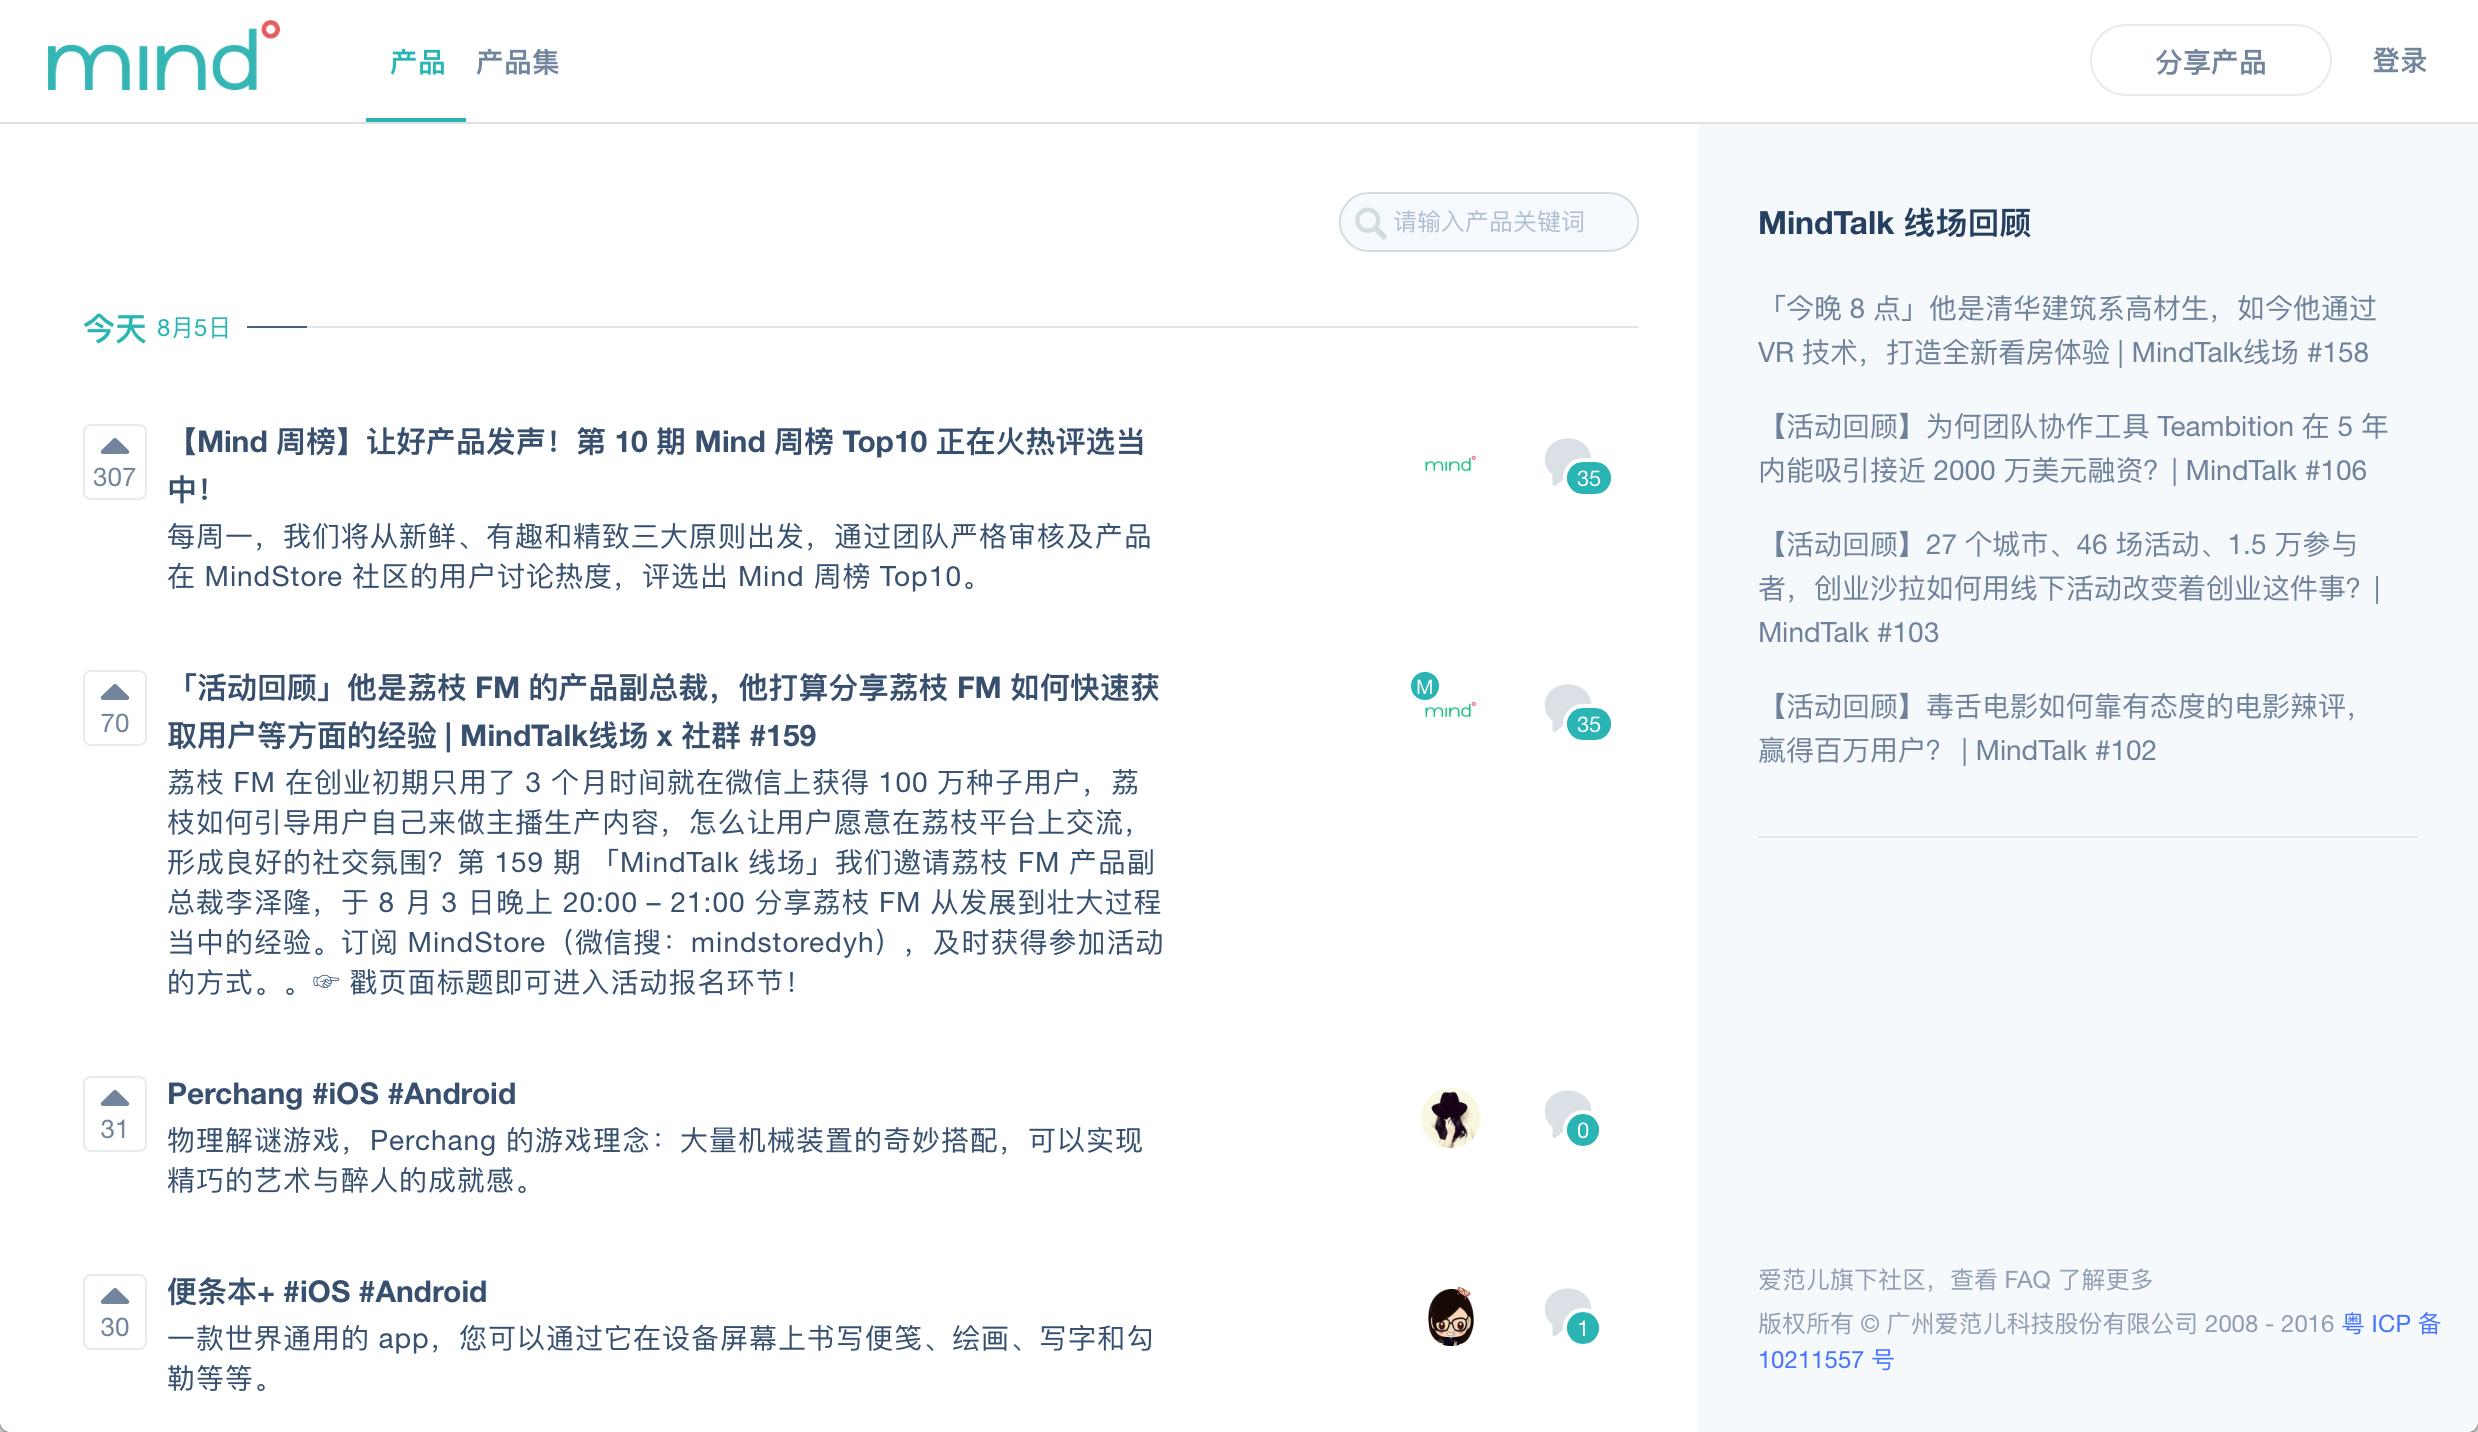 mind
产品
产品集
分享产品
登录
请输入产品关键词
今天 8月5日
307
【Mind 周榜】让好产品发声！第 10 期 Mind 周榜 Top10 正在火热评选当
中！
每周一，我们将从新鲜、有趣和精致三大原则出发，通过团队严格审核及产品
在 MindStore 社区的用户讨论热度，评选出 Mind 周榜 Top10。
mind
35
70
「活动回顾」他是荔枝 FM 的产品副总裁，他打算分享荔枝 FM 如何快速获
取用户等方面的经验 | MindTalk线场 x 社群 #159
荔枝 FM 在创业初期只用了 3 个月时间就在微信上获得 100 万种子用户，荔
枝如何引导用户自己来做主播生产内容，怎么让用户愿意在荔枝平台上交流，
形成良好的社交氛围？第 159 期 「MindTalk 线场」我们邀请荔枝 FM 产品副
总裁李泽隆，于 8 月 3 日晚上 20:00 – 21:00 分享荔枝 FM 从发展到壮大过程
当中的经验。订阅 MindStore（微信搜：mindstoredyh），及时获得参加活动
的方式。。☞ 戳页面标题即可进入活动报名环节！
M
mind
35
31
Perchang #iOS #Android
物理解谜游戏，Perchang 的游戏理念：大量机械装置的奇妙搭配，可以实现
精巧的艺术与醉人的成就感。
0
30
便条本+ #iOS #Android
一款世界通用的 app，您可以通过它在设备屏幕上书写便笺、绘画、写字和勾
勒等等。
1
MindTalk 线场回顾
「今晚 8 点」他是清华建筑系高材生，如今他通过
VR 技术，打造全新看房体验 | MindTalk线场 #158
【活动回顾】为何团队协作工具 Teambition 在 5 年
内能吸引接近 2000 万美元融资？| MindTalk #106
【活动回顾】27 个城市、46 场活动、1.5 万参与
者，创业沙拉如何用线下活动改变着创业这件事？|
MindTalk #103
【活动回顾】毒舌电影如何靠有态度的电影辣评，
赢得百万用户？ | MindTalk #102
爱范儿旗下社区，查看 FAQ 了解更多
版权所有 © 广州爱范儿科技股份有限公司 2008 - 2016 粤 ICP 备
10211557 号